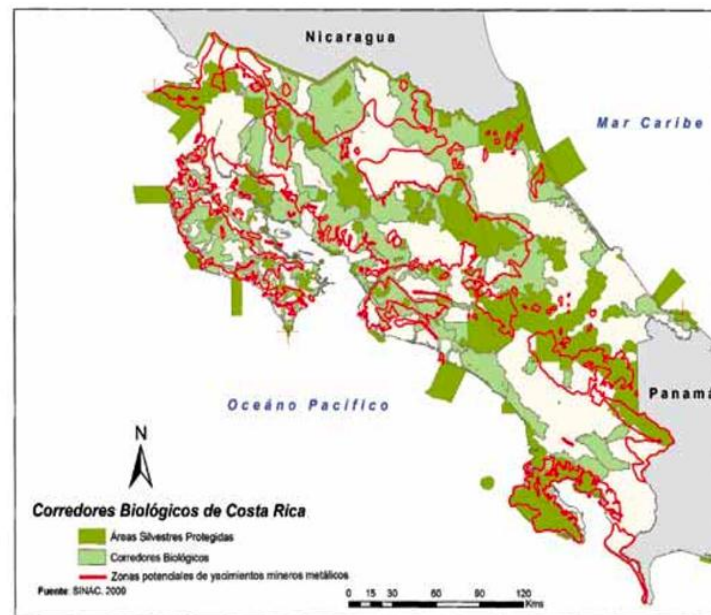 Nicaragua
Mar Caribe
Oceáno Pacífico
Panamá
N
Corredores Biológicos de Costa Rica
Áreas Silvestres Protegidas
Corredores Biológicos
Zonas potenciales de yacimientos mineros metálicos
Fuente: SINAC, 2009
0 15 30 60 90 120
Kms